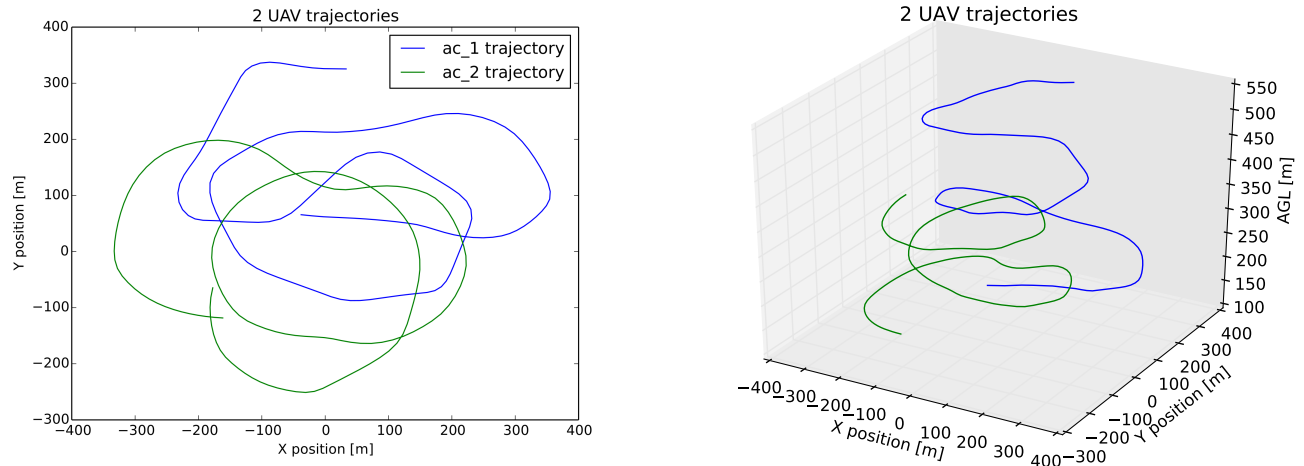 2 UAV trajectories
400
300
200
100
0
−100
−200
−300
Y position [m]
ac_1 trajectory
ac_2 trajectory
−400 −300 −200 −100 0 100 200 300 400
X position [m]
2 UAV trajectories
550
500
450
400
350
300
250
200
150
100
AGL [m]
−400 −300 −200 −100 0 100 200 300 400
X position [m]
−300 −200 −100 0 100 200 300 400
Y position [m]